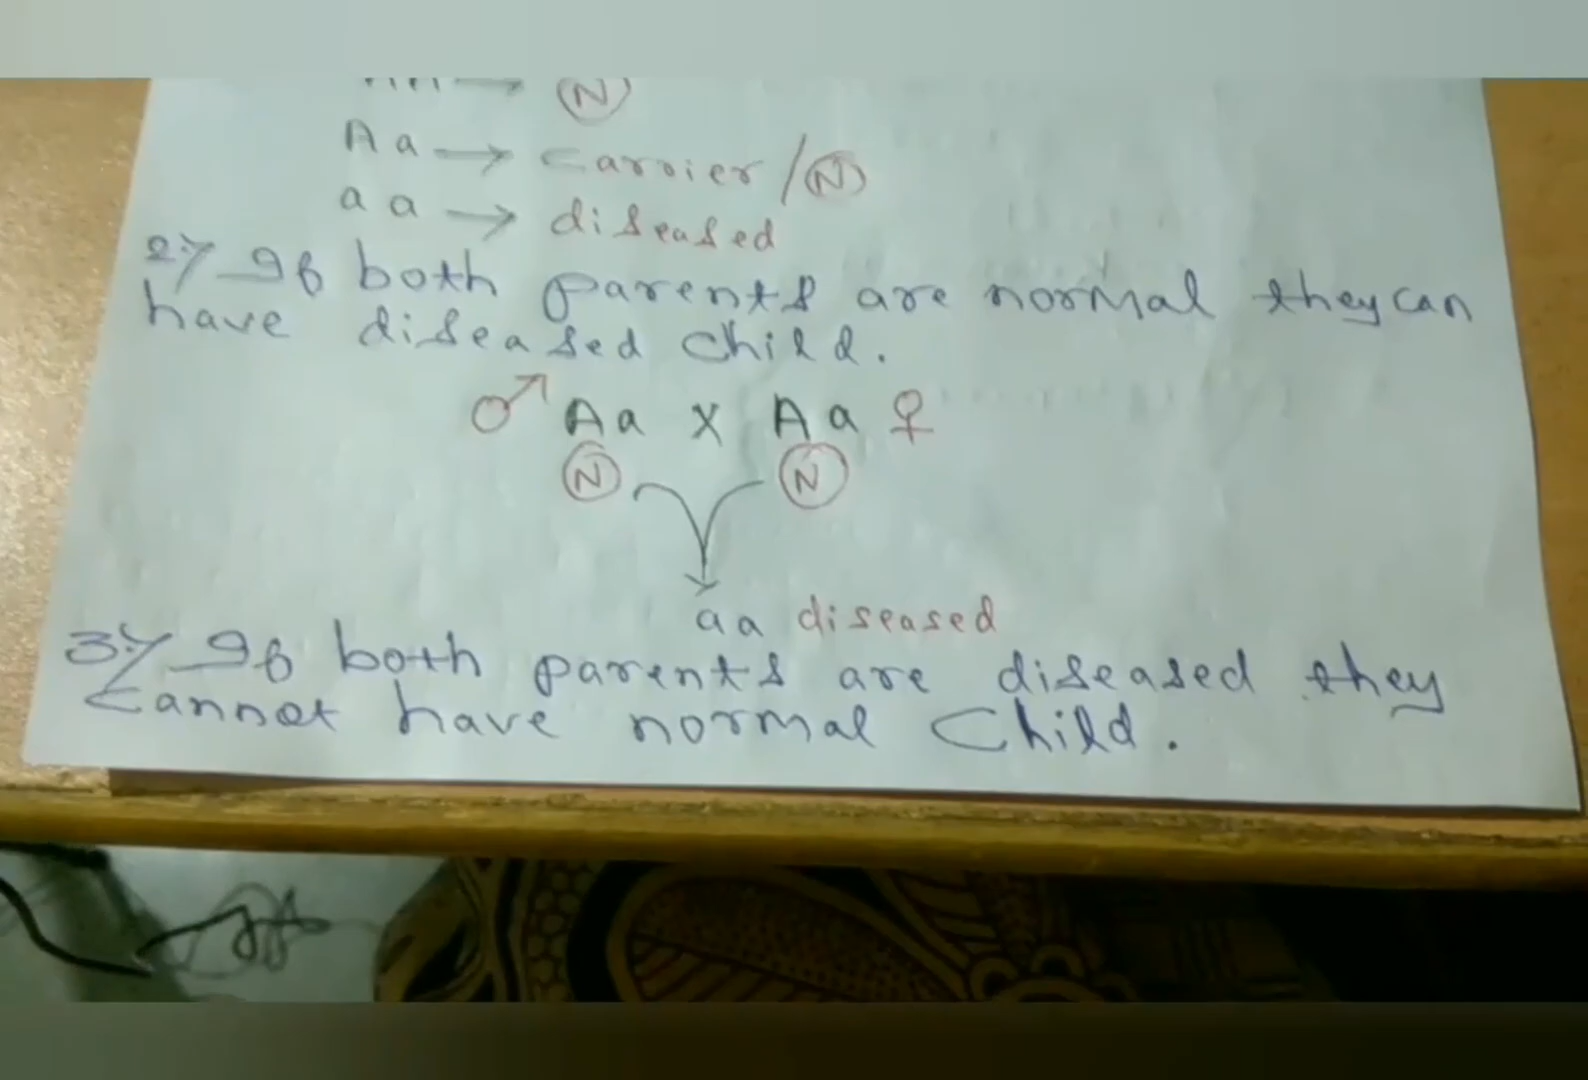 → N
Aa → carrier / N
aa → diseased
2) If both parents are normal they can
have diseased child.
♂ Aa x Aa ♀
N N
aa diseased
3) If both parents are diseased they
cannot have normal child.